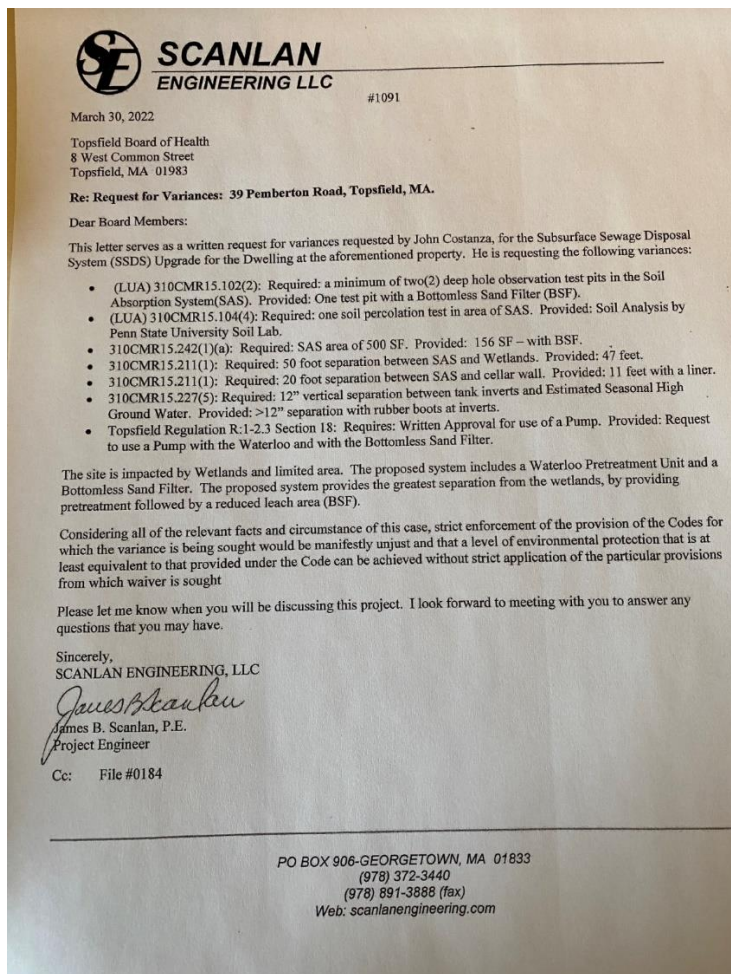 SE
SCANLAN
ENGINEERING LLC
#1091
March 30, 2022
Topsfield Board of Health
8 West Common Street
Topsfield, MA 01983
Re: Request for Variances: 39 Pemberton Road, Topsfield, MA.
Dear Board Members:
This letter serves as a written request for variances requested by John Costanza, for the Subsurface Sewage Disposal
System (SSDS) Upgrade for the Dwelling at the aforementioned property. He is requesting the following variances:
• (LUA) 310CMR15.102(2): Required: a minimum of two(2) deep hole observation test pits in the Soil
Absorption System(SAS). Provided: One test pit with a Bottomless Sand Filter (BSF).
• (LUA) 310CMR15.104(4): Required: one soil percolation test in area of SAS. Provided: Soil Analysis by
Penn State University Soil Lab.
• 310CMR15.242(1)(a): Required: SAS area of 500 SF. Provided: 156 SF – with BSF.
• 310CMR15.211(1): Required: 50 foot separation between SAS and Wetlands. Provided: 47 feet.
• 310CMR15.211(1): Required: 20 foot separation between SAS and cellar wall. Provided: 11 feet with a liner.
• 310CMR15.227(5): Required: 12” vertical separation between tank inverts and Estimated Seasonal High
Ground Water. Provided: >12” separation with rubber boots at inverts.
• Topsfield Regulation R:1-2.3 Section 18: Requires: Written Approval for use of a Pump. Provided: Request
to use a Pump with the Waterloo and with the Bottomless Sand Filter.
The site is impacted by Wetlands and limited area. The proposed system includes a Waterloo Pretreatment Unit and a
Bottomless Sand Filter. The proposed system provides the greatest separation from the wetlands, by providing
pretreatment followed by a reduced leach area (BSF).
Considering all of the relevant facts and circumstance of this case, strict enforcement of the provision of the Codes for
which the variance is being sought would be manifestly unjust and that a level of environmental protection that is at
least equivalent to that provided under the Code can be achieved without strict application of the particular provisions
from which waiver is sought
Please let me know when you will be discussing this project. I look forward to meeting with you to answer any
questions that you may have.
Sincerely,
SCANLAN ENGINEERING, LLC
James B Scanlan
James B. Scanlan, P.E.
Project Engineer
Cc: File #0184
PO BOX 906-GEORGETOWN, MA 01833
(978) 372-3440
(978) 891-3888 (fax)
Web: scanlanengineering.com